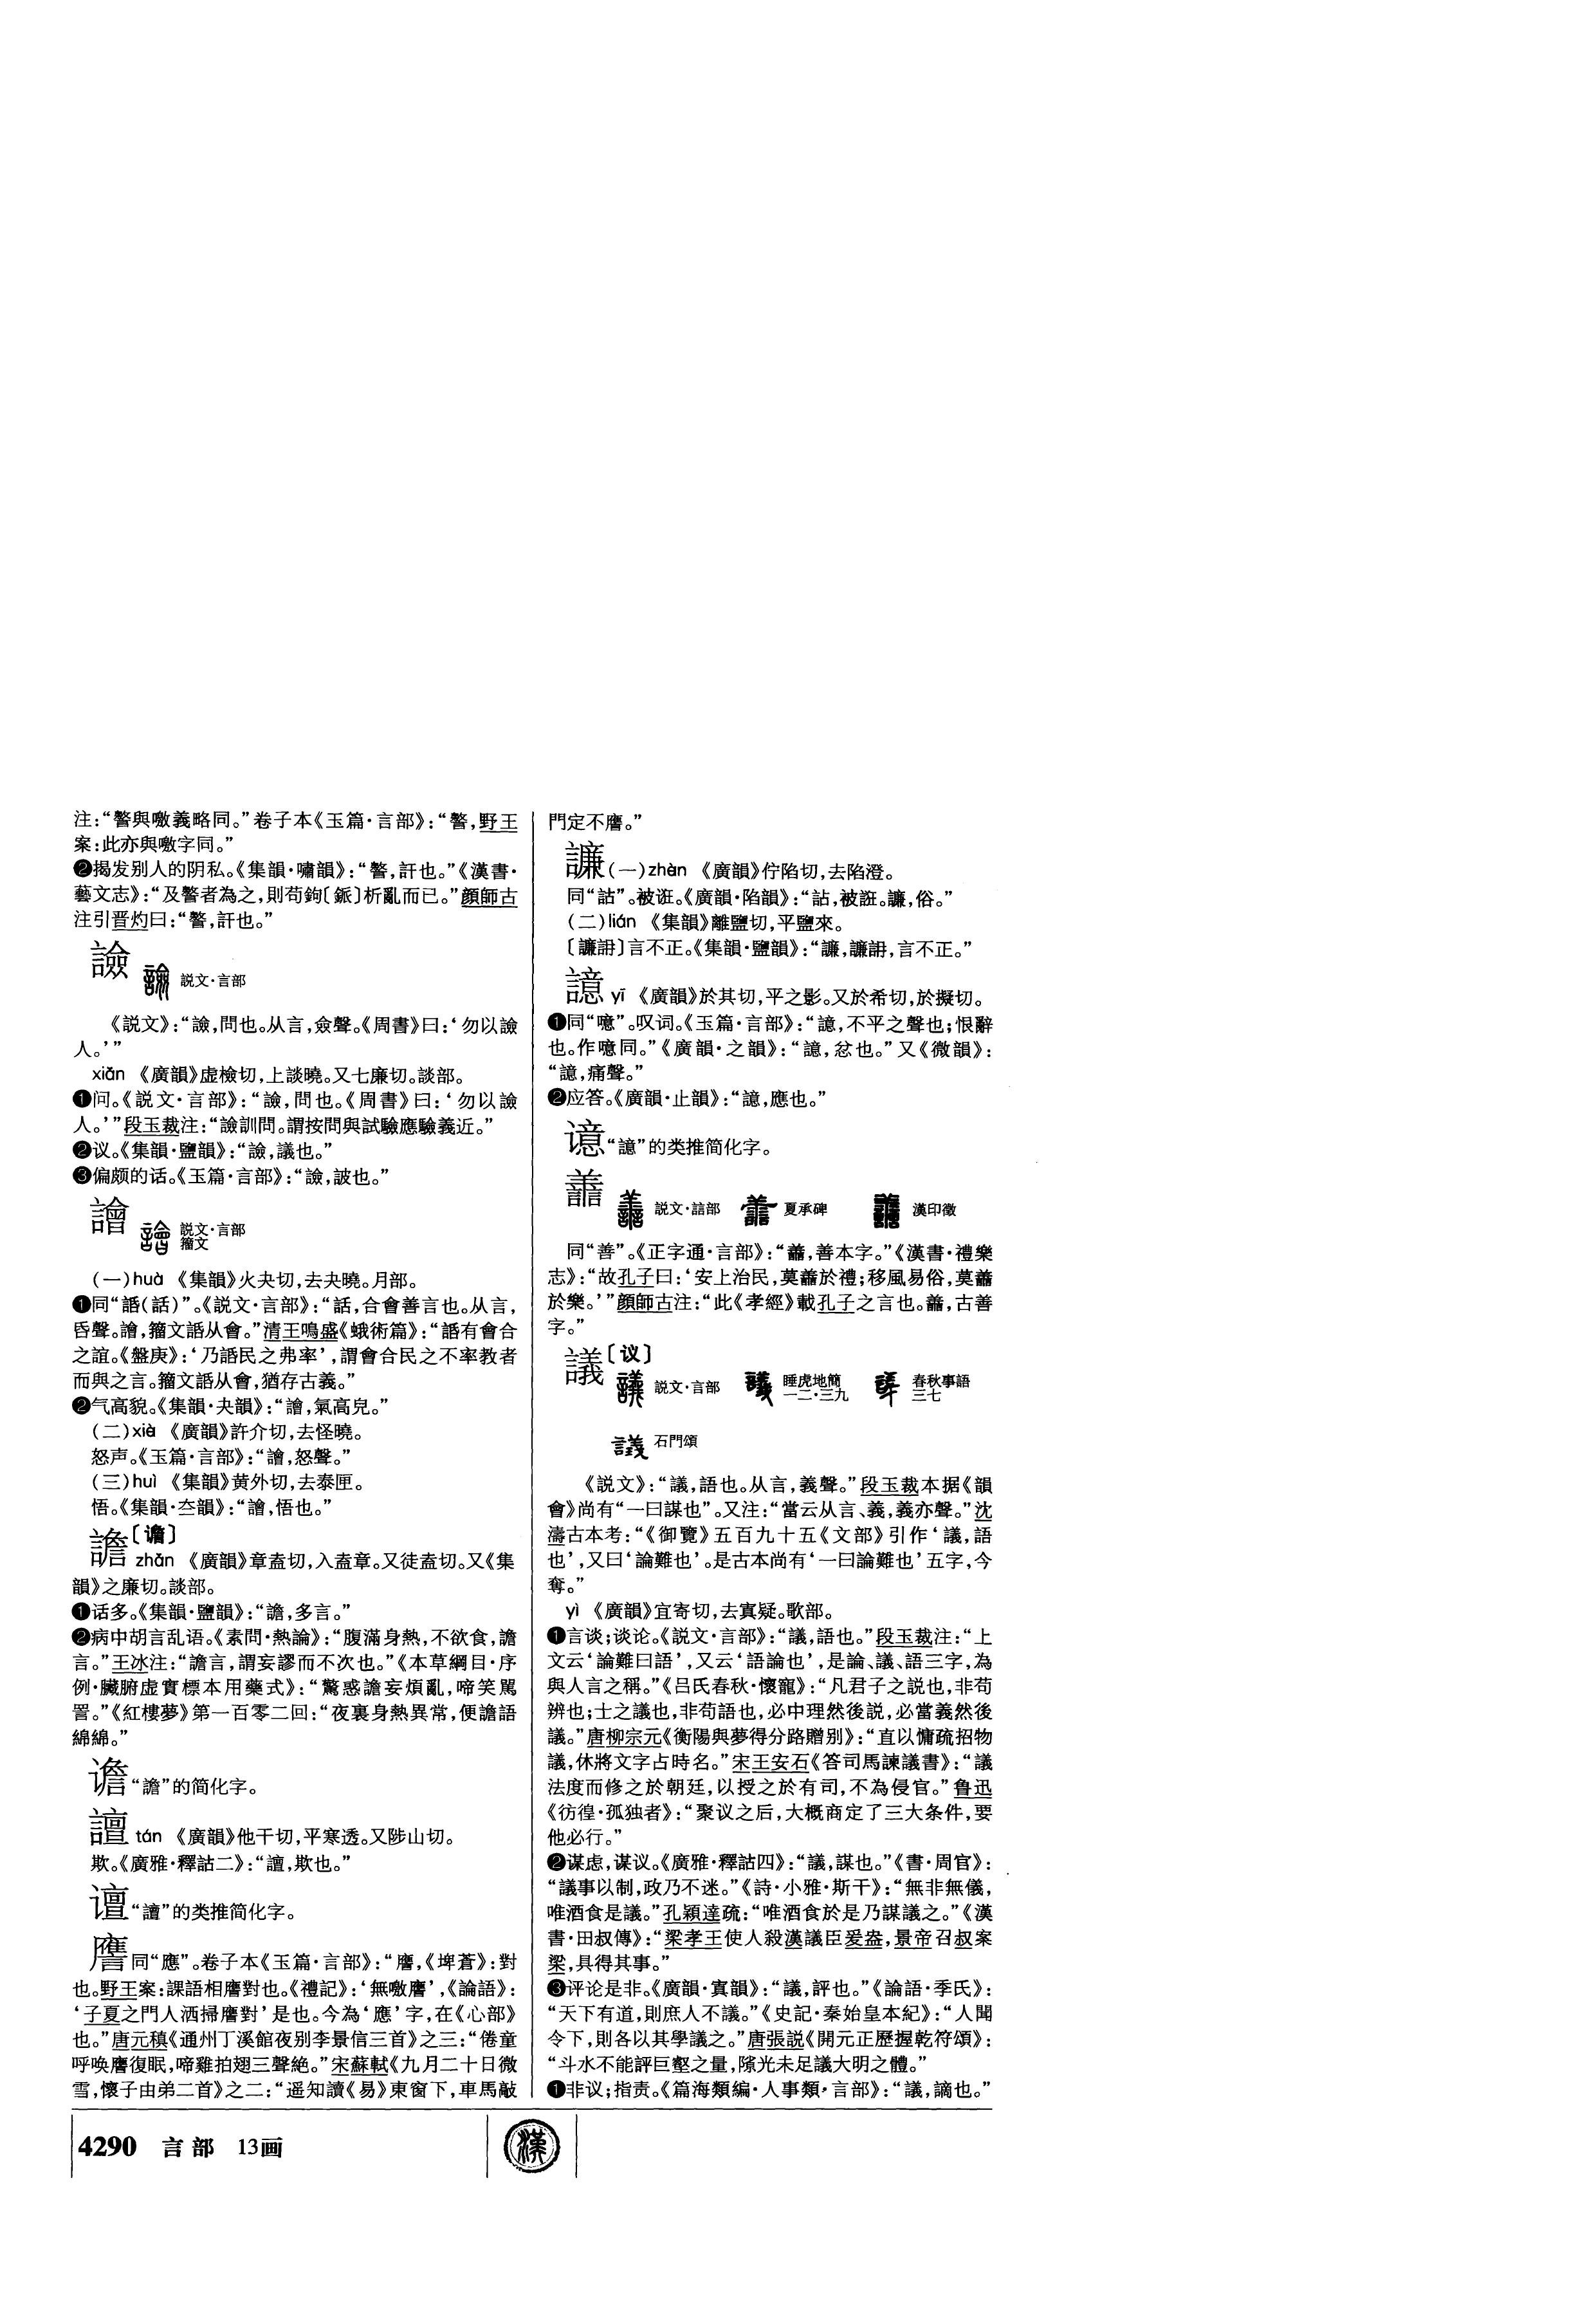 注：“謷與噭義略同。”卷子本《玉篇·言部》：“謷，野王
案：此亦與噭字同。”
❷揭发别人的阴私。《集韻·嘯韻》：“謷，訐也。”《漢書·
藝文志》：“及謷者為之，則苟鉤〔鈲〕析亂而已。”顔師古
注引晋灼曰：“謷，訐也。”
譣
説文·言部
《説文》：“譣，問也。从言，僉聲。《周書》曰：‘勿以譣
人。’”
xiǎn 《廣韻》虚檢切，上談曉。又七廉切。談部。
❶问。《説文·言部》：“譣，問也。《周書》曰：‘勿以譣
人。’”段玉裁注：“譣訓問。謂按問與試驗應驗義近。”
❷议。《集韻·鹽韻》：“譣，議也。”
❸偏颇的话。《玉篇·言部》：“譣，詖也。”
譮
説文·言部
籀文
（一）huà 《集韻》火夬切，去夬曉。月部。
❶同“𧧼（話）”。《説文·言部》：“話，合會善言也。从言，
昏聲。譮，籀文𧧼从會。”清王鳴盛《蛾術篇》：“𧧼有會合
之誼。《盤庚》：‘乃𧧼民之弗率’，謂會合民之不率教者
而與之言。籀文𧧼从會，猶存古義。”
❷气高貌。《集韻·夬韻》：“譮，氣高皃。”
（二）xià 《廣韻》許介切，去怪曉。
怒声。《玉篇·言部》：“譮，怒聲。”
（三）huì 《集韻》黄外切，去泰匣。
悟。《集韻·夳韻》：“譮，悟也。”
譫〔谵〕
zhān 《廣韻》章盍切，入盍章。又徒盍切。又《集
韻》之廉切。談部。
❶话多。《集韻·鹽韻》：“譫，多言。”
❷病中胡言乱语。《素問·熱論》：“腹滿身熱，不欲食，譫
言。”王冰注：“譫言，謂妄謬而不次也。”《本草綱目·序
例·臟腑虚實標本用藥式》：“驚惑譫妄煩亂，啼笑駡
詈。”《紅樓夢》第一百零二回：“夜裏身熱異常，便譫語
綿綿。”
谵 “譫”的简化字。
譠 tán 《廣韻》他干切，平寒透。又陟山切。
欺。《廣雅·釋詁二》：“譠，欺也。”
𫍿 “譠”的类推简化字。
譍 同“應”。卷子本《玉篇·言部》：“譍，《埤蒼》：對
也。野王案：課語相譍對也。《禮記》：‘無噭譍’，《論語》：
‘子夏之門人洒掃譍對’是也。今為‘應’字，在《心部》
也。”唐元稹《通州丁溪館夜别李景信三首》之三：“倦童
呼唤譍復眠，啼雞拍翅三聲絶。”宋蘇軾《九月二十日微
雪，懷子由弟二首》之二：“遥知讀《易》東窗下，車馬敲
門定不譍。”
（一）zhàn 《廣韻》佇陷切，去陷澄。
同“詀”。被诳。《廣韻·陷韻》：“詀，被誑。䜡，俗。”
（二）lián 《集韻》離鹽切，平鹽來。
言不正。《集韻·鹽韻》：“言不正。”
譩 yī 《廣韻》於其切，平之影。又於希切，於擬切。
❶同“噫”。叹词。《玉篇·言部》：“譩，不平之聲也；恨辭
也。作噫同。”《廣韻·之韻》：“譩，忿也。”又《微韻》：
“譩，痛聲。”
❷应答。《廣韻·止韻》：“譩，應也。”
“譩”的类推简化字。
譱
説文·誩部
夏承碑
漢印徵
同“善”。《正字通·言部》：“譱，善本字。”《漢書·禮樂
志》：“故孔子曰：‘安上治民，莫譱於禮；移風易俗，莫譱
於樂。’”顔師古注：“此《孝經》載孔子之言也。譱，古善
字。”
議〔议〕
説文·言部
睡虎地簡
一二·三九
春秋事語
三七
石門頌
《説文》：“議，語也。从言，義聲。”段玉裁本据《韻
會》尚有“一曰謀也”。又注：“當云从言、義，義亦聲。”沈
濤古本考：“《御覽》五百九十五《文部》引作‘議，語
也’，又曰‘論難也’。是古本尚有‘一曰論難也’五字，今
奪。”
yì 《廣韻》宜寄切，去寘疑。歌部。
❶言谈；谈论。《説文·言部》：“議，語也。”段玉裁注：“上
文云‘論難曰語’，又云‘語論也’，是論、議、語三字，為
與人言之稱。”《吕氏春秋·懷寵》：“凡君子之説也，非苟
辨也；士之議也，非苟語也，必中理然後説，必當義然後
議。”唐柳宗元《衡陽與夢得分路贈别》：“直以慵疏招物
議，休將文字占時名。”宋王安石《答司馬諫議書》：“議
法度而修之於朝廷，以授之於有司，不為侵官。”鲁迅
《彷徨·孤独者》：“聚议之后，大概商定了三大条件，要
他必行。”
❷谋虑，谋议。《廣雅·釋詁四》：“議，謀也。”《書·周官》：
“議事以制，政乃不迷。”《詩·小雅·斯干》：“無非無儀，
唯酒食是議。”孔穎達疏：“唯酒食於是乃謀議之。”《漢
書·田叔傳》：“梁孝王使人殺漢議臣爰盎，景帝召叔案
梁，具得其事。”
❸评论是非。《廣韻·寘韻》：“議，評也。”《論語·季氏》：
“天下有道，則庶人不議。”《史記·秦始皇本紀》：“人聞
令下，則各以其學議之。”唐張説《開元正歷握乾符頌》：
“斗水不能評巨壑之量，隙光未足議大明之體。”
❶非议；指责。《篇海類編·人事類·言部》：“議，謫也。”
4290 言部 13画
漢